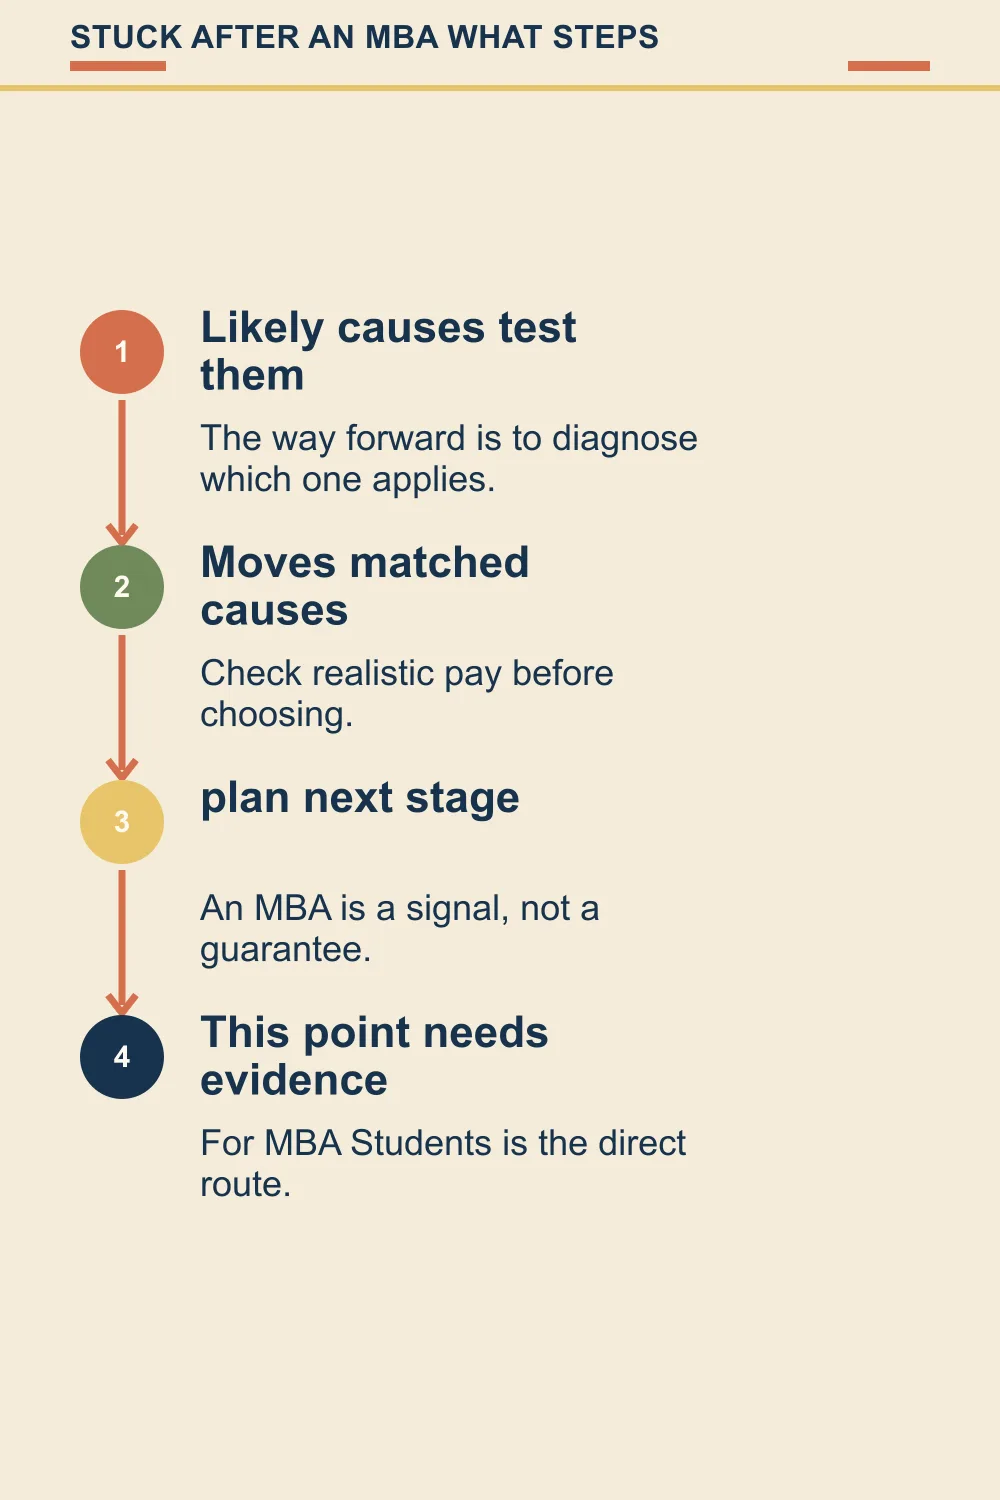 STUCK AFTER AN MBA WHAT STEPS
1
Likely causes test
them
The way forward is to diagnose
which one applies.
2
Moves matched
causes
Check realistic pay before
choosing.
3
plan next stage
An MBA is a signal, not a
guarantee.
4
This point needs
evidence
For MBA Students is the direct
route.